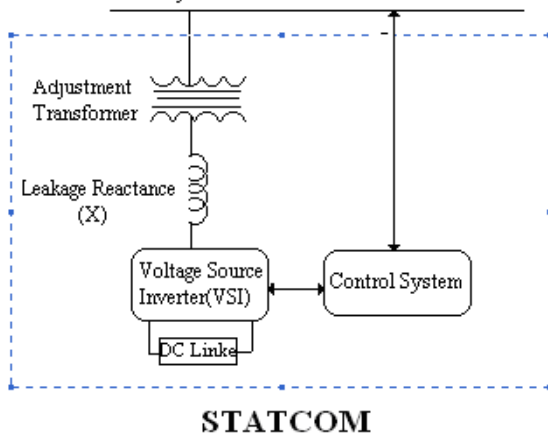 Adjustment
Transformer
Leakage Reactance
(X)
Voltage Source
Inverter(VSI)
Control System
DC Linke
STATCOM